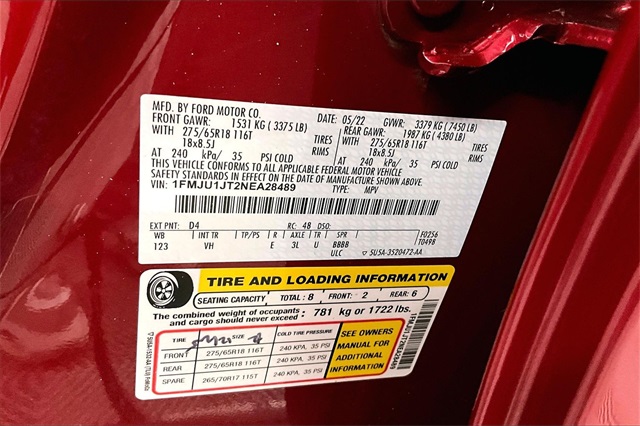 MFD. BY FORD MOTOR CO.
DATE: 05/22 GVWR: 3379 KG (7450 LB)
FRONT GAWR: 1531 KG (3375 LB)
REAR GAWR: 1987 KG (4380 LB)
WITH 275/65R18 116T TIRES
WITH 275/65R18 116T TIRES
18x8.5J RIMS
18x8.5J RIMS
AT 240 kPa/ 35 PSI COLD
AT 240 kPa/ 35 PSI COLD
THIS VEHICLE CONFORMS TO ALL APPLICABLE FEDERAL MOTOR VEHICLE
SAFETY STANDARDS IN EFFECT ON THE DATE OF MANUFACTURE SHOWN ABOVE.
VIN: 1FMJU1JT2NEA28489
TYPE: MPV
EXT PNT: D4 RC: 48 DSO: F0256
WB INT TR TP/PS R AXLE TR SPR T0498
123 VH E 3L U BBBB
ULC 5U5A-3520472-AA
TIRE AND LOADING INFORMATION
SEATING CAPACITY TOTAL: 8 FRONT: 2 REAR: 6
The combined weight of occupants
and cargo should never exceed: 781 kg or 1722 lbs.
TIRE SIZE COLD TIRE PRESSURE
FRONT 275/65R18 116T 240 KPA, 35 PSI
REAR 275/65R18 116T 240 KPA, 35 PSI
SPARE 265/70R17 115T 240 KPA, 35 PSI
SEE OWNERS
MANUAL FOR
ADDITIONAL
INFORMATION